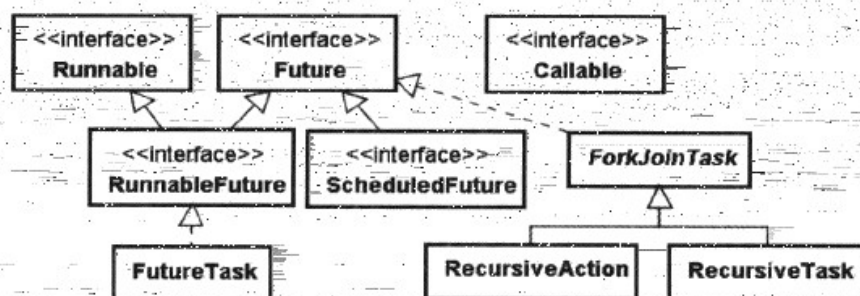 <<interface>>
Runnable
<<interface>>
Future
<<interface>>
Callable
<<interface>>
RunnableFuture
<<interface>>
ScheduledFuture
ForkJoinTask
FutureTask
RecursiveAction
RecursiveTask